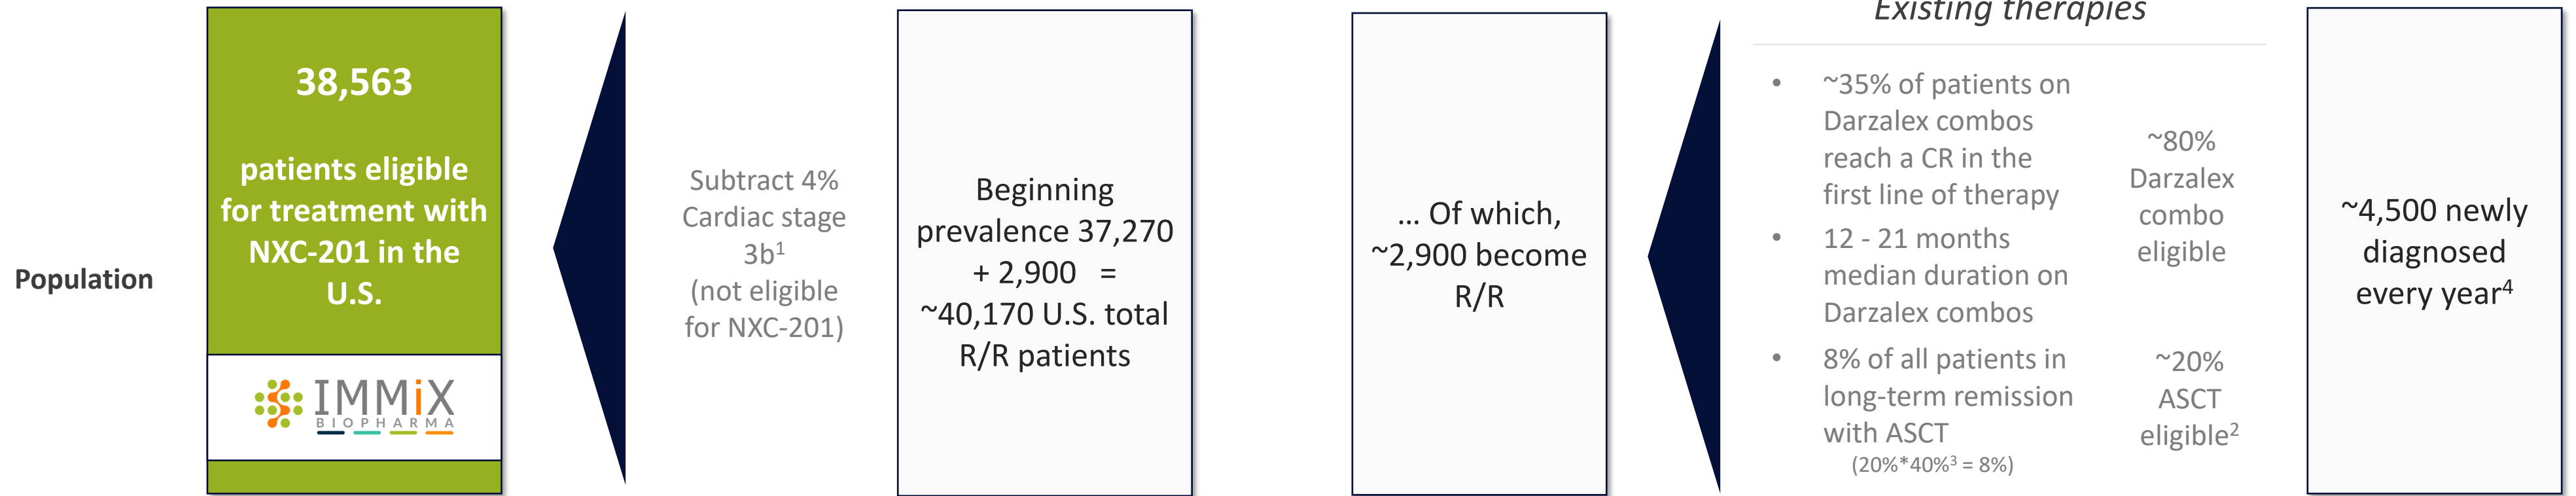 Population
38,563
patients eligible
for treatment with
NXC-201 in the
U.S.
IMMiX
BIOPHARMA
Subtract 4%
Cardiac stage
3b¹
(not eligible
for NXC-201)
Beginning
prevalence 37,270
+ 2,900 =
~40,170 U.S. total
R/R patients
... Of which,
~2,900 become
R/R
Existing therapies
• ~35% of patients on
Darzalex combos
reach a CR in the
first line of therapy
• 12 - 21 months
median duration on
Darzalex combos
• 8% of all patients in
long-term remission
with ASCT
(20%*40%³ = 8%)
~80%
Darzalex
combo
eligible
~20%
ASCT
eligible²
~4,500 newly
diagnosed
every year⁴